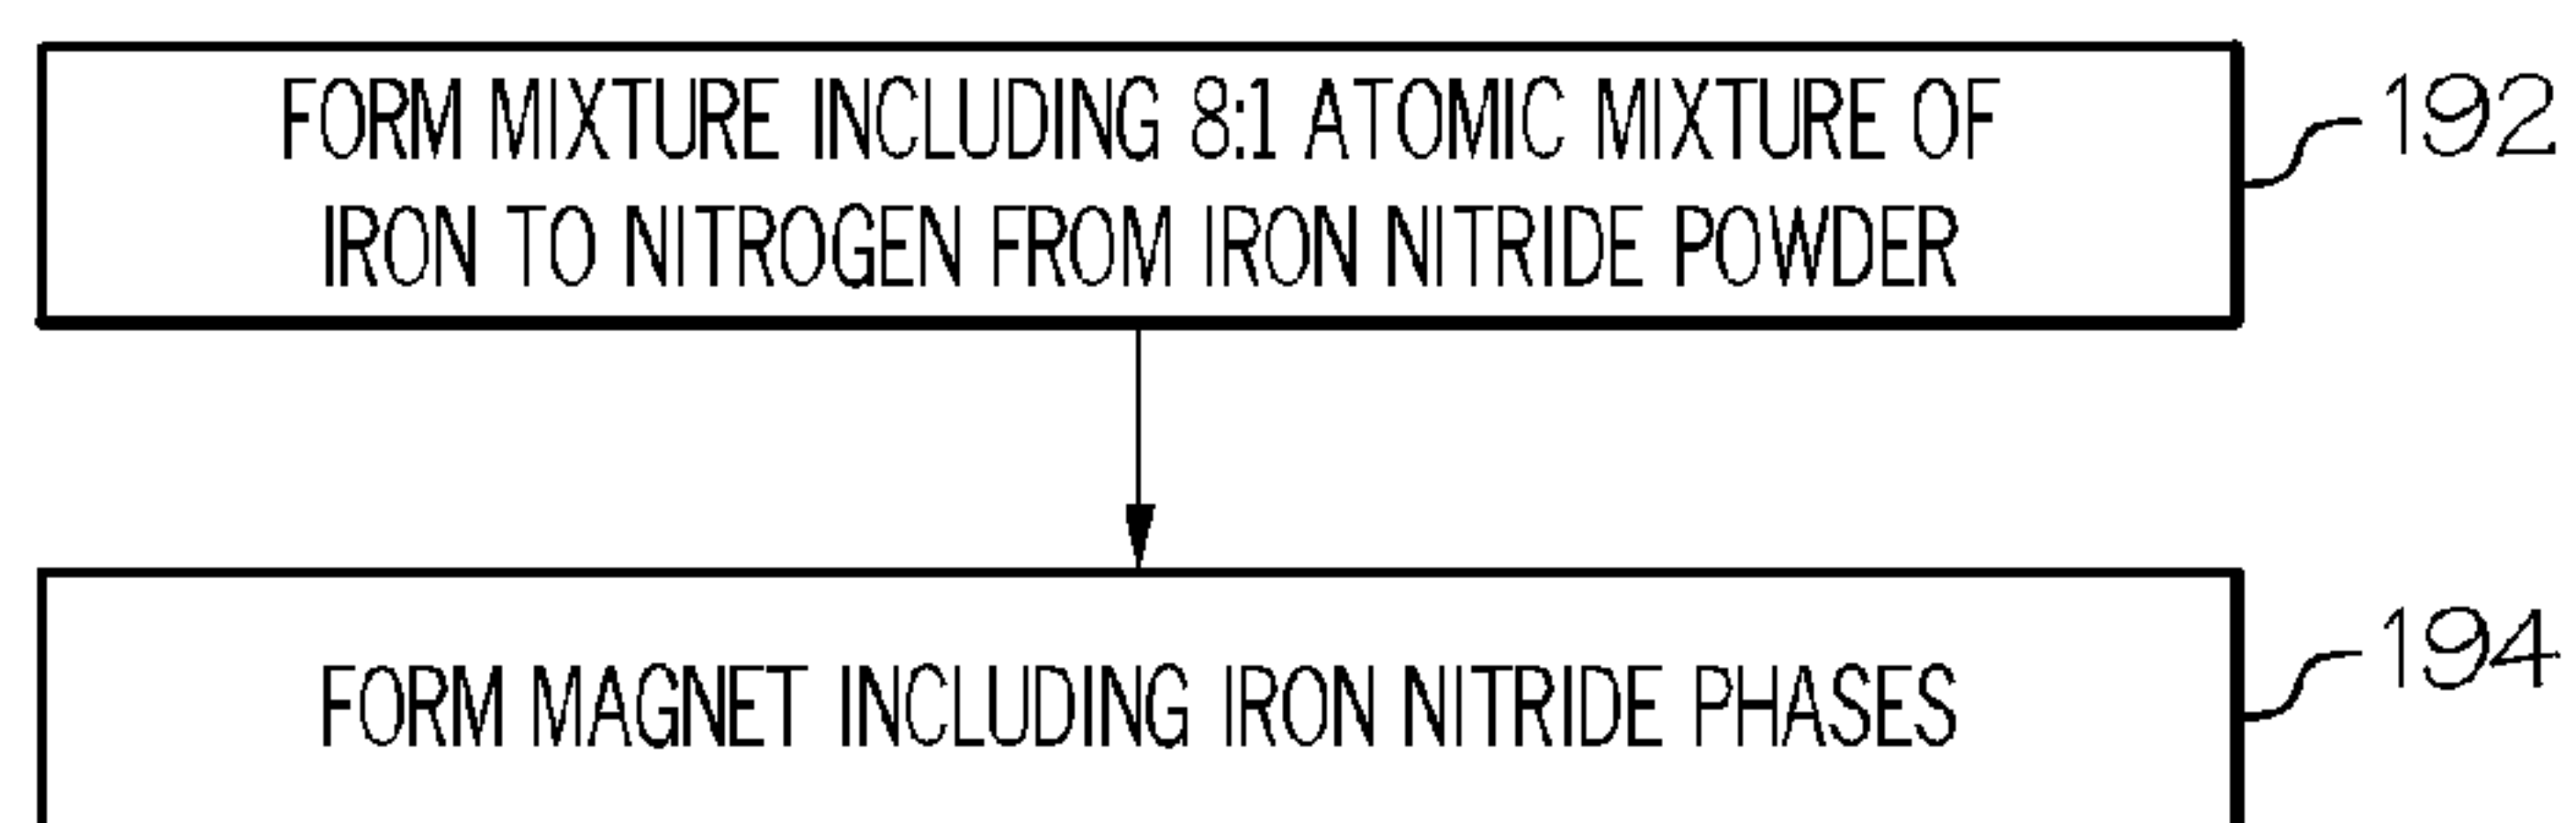 FORM MIXTURE INCLUDING 8:1 ATOMIC MIXTURE OF
IRON TO NITROGEN FROM IRON NITRIDE POWDER
192
FORM MAGNET INCLUDING IRON NITRIDE PHASES
194